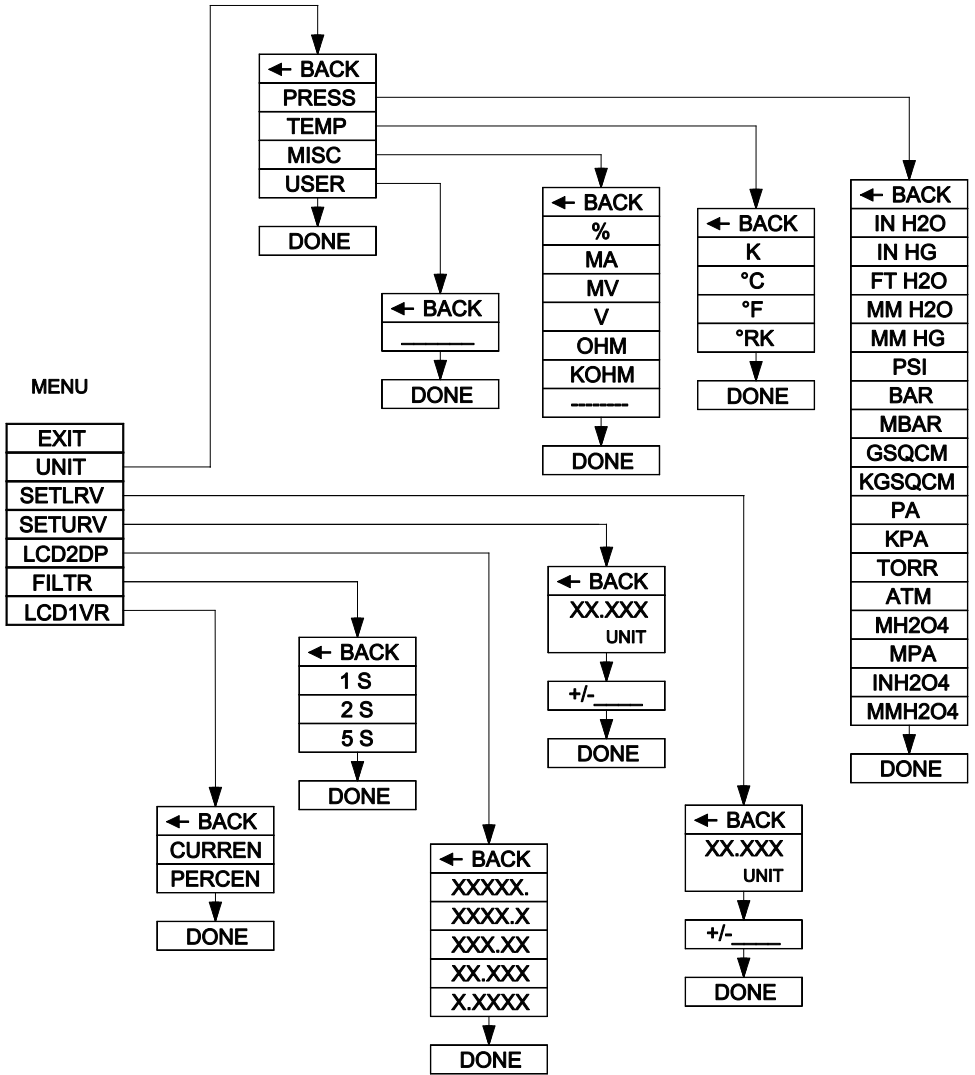 MENU
EXIT
UNIT
SETLRV
SETURV
LCD2DP
FILTR
LCD1VR
← BACK
PRESS
TEMP
MISC
USER
DONE
← BACK
________
DONE
← BACK
%
MA
MV
V
OHM
KOHM
--------
DONE
← BACK
K
°C
°F
°RK
DONE
← BACK
IN H2O
IN HG
FT H2O
MM H2O
MM HG
PSI
BAR
MBAR
GSQCM
KGSQCM
PA
KPA
TORR
ATM
MH2O4
MPA
INH2O4
MMH2O4
DONE
← BACK
XX.XXX
UNIT
+/-_____
DONE
← BACK
XX.XXX
UNIT
+/-_____
DONE
← BACK
XXXXX.
XXXX.X
XXX.XX
XX.XXX
X.XXXX
DONE
← BACK
1 S
2 S
5 S
DONE
← BACK
CURREN
PERCEN
DONE